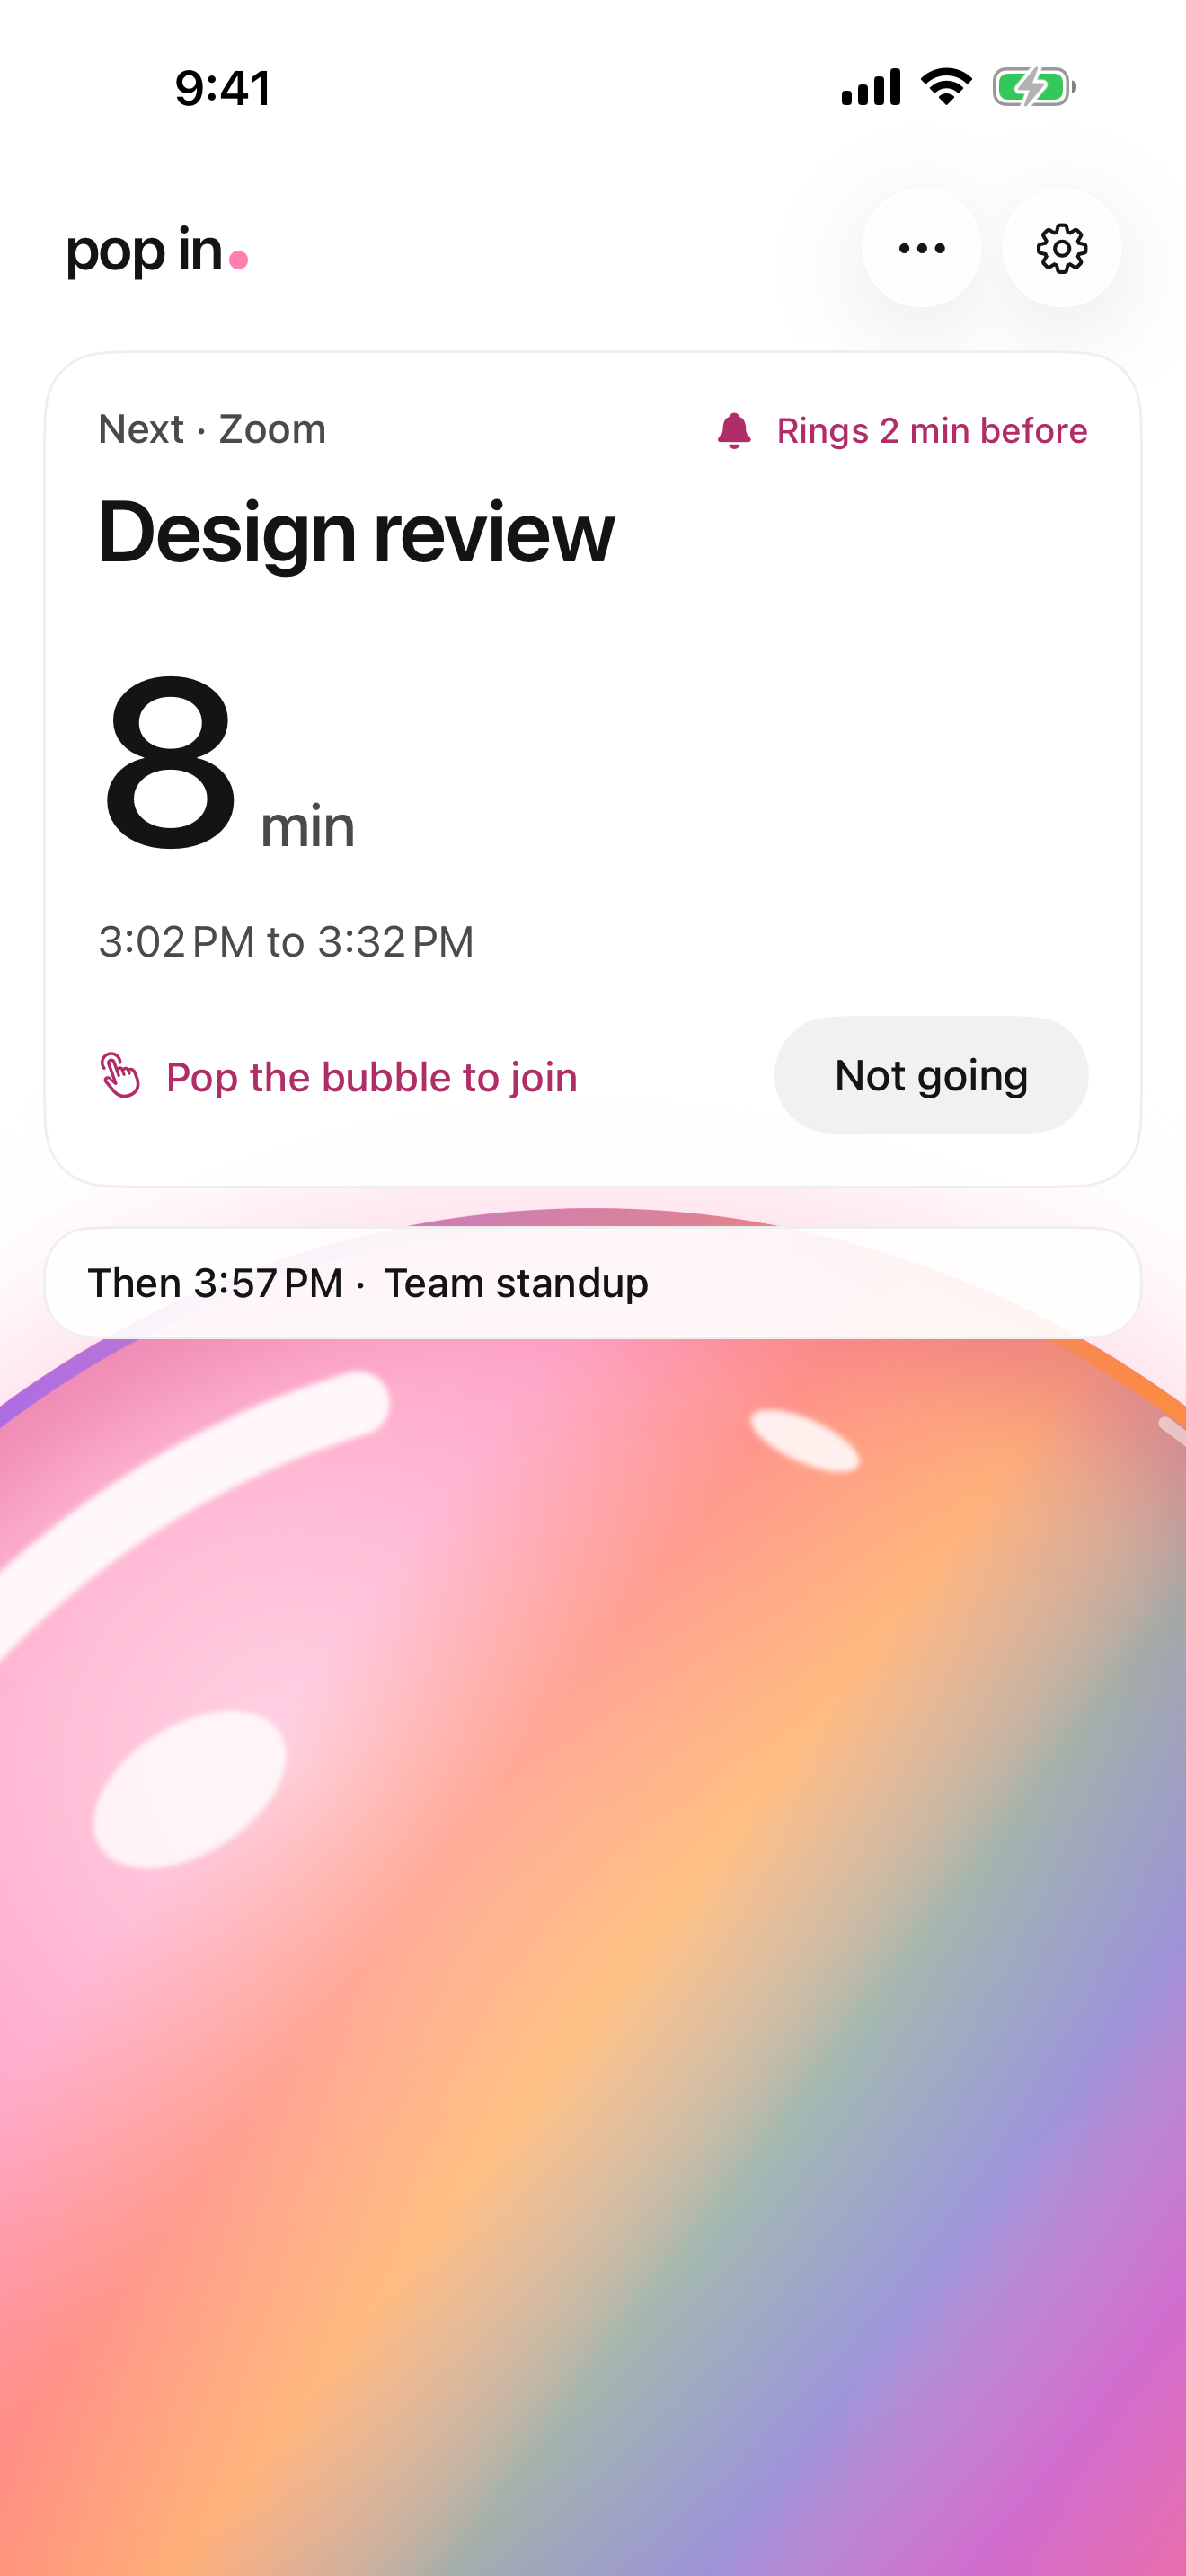 9:41
pop in
Next · Zoom
Rings 2 min before
Design review
8 min
3:02 PM to 3:32 PM
Pop the bubble to join
Not going
Then 3:57 PM · Team standup